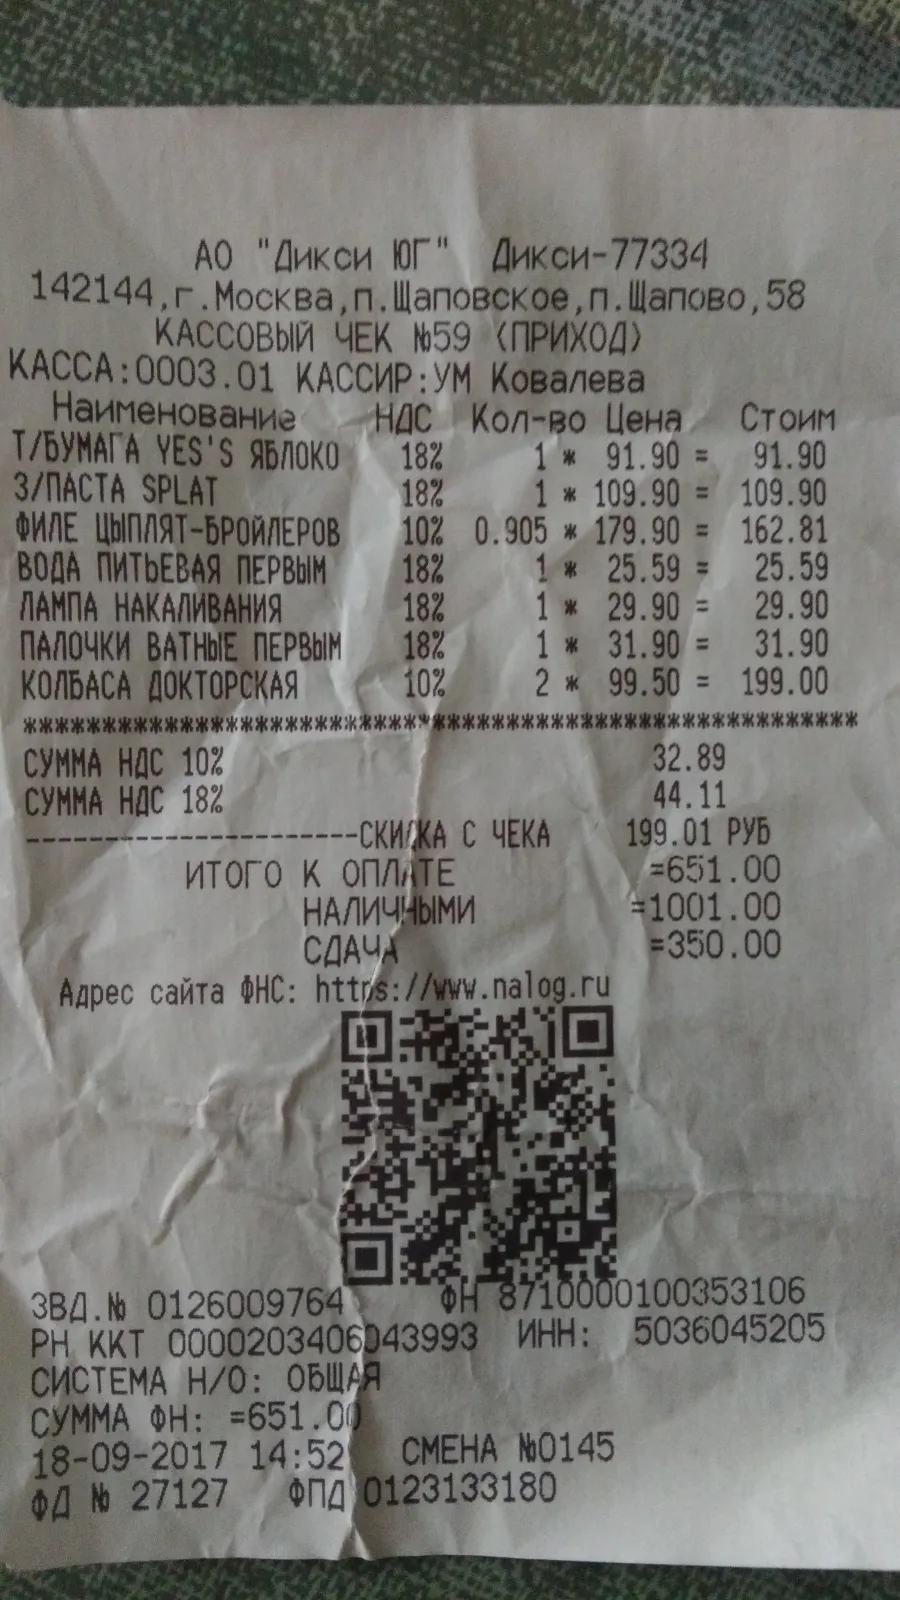 АО "Дикси ЮГ" Дикси-77334
142144,г.Москва,п.Щаповское,п.Щапово,58
КАССОВЫЙ ЧЕК №59 (ПРИХОД)
КАССА:0003.01 КАССИР:УМ Ковалева
Наименование НДС Кол-во Цена Стоим
Т/БУМАГА YES'S ЯБЛОКО 18% 1 * 91.90 = 91.90
З/ПАСТА SPLAT 18% 1 * 109.90 = 109.90
ФИЛЕ ЦЫПЛЯТ-БРОЙЛЕРОВ 10% 0.905 * 179.90 = 162.81
ВОДА ПИТЬЕВАЯ ПЕРВЫМ 18% 1 * 25.59 = 25.59
ЛАМПА НАКАЛИВАНИЯ 18% 1 * 29.90 = 29.90
ПАЛОЧКИ ВАТНЫЕ ПЕРВЫМ 18% 1 * 31.90 = 31.90
КОЛБАСА ДОКТОРСКАЯ 10% 2 * 99.50 = 199.00
******************************************************
СУММА НДС 10% 32.89
СУММА НДС 18% 44.11
---------------------СКИДКА С ЧЕКА 199.01 РУБ
ИТОГО К ОПЛАТЕ =651.00
НАЛИЧНЫМИ =1001.00
СДАЧА =350.00
Адрес сайта ФНС: https://www.nalog.ru
ЗВД.№ 0126009764 ФН 8710000100353106
РН ККТ 0000203406043993 ИНН: 5036045205
СИСТЕМА Н/О: ОБЩАЯ
СУММА ФН: =651.00
18-09-2017 14:52 СМЕНА №0145
ФД № 27127 ФПД 0123133180